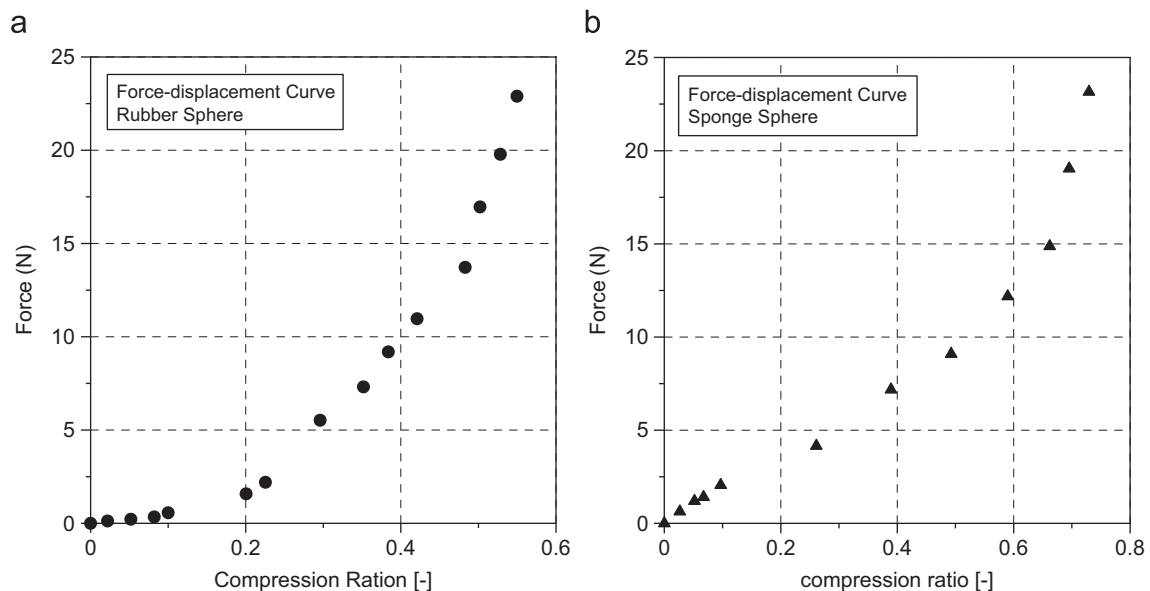 a
25
20
15
10
5
0
Force (N)
Force-displacement Curve
Rubber Sphere
0 0.2 0.4 0.6
Compression Ration [-]
b
25
20
15
10
5
0
Force (N)
Force-displacement Curve
Sponge Sphere
0 0.2 0.4 0.6 0.8
compression ratio [-]